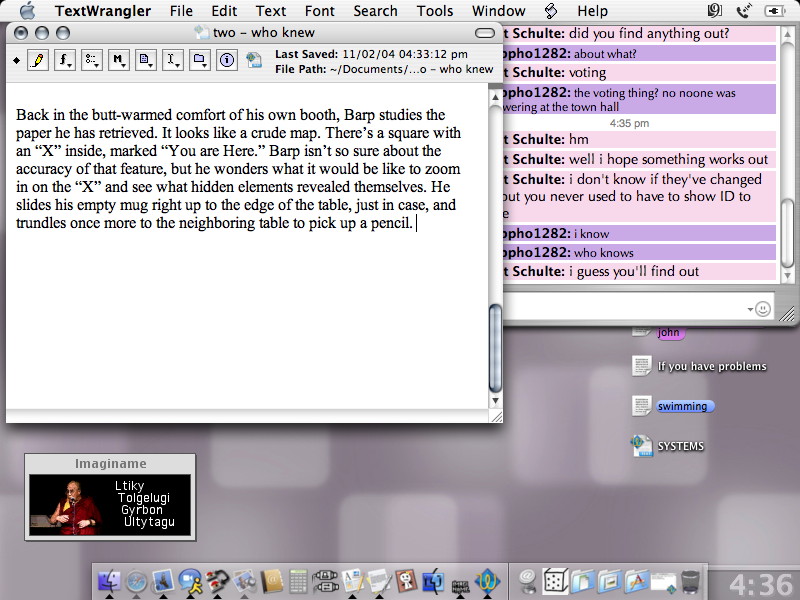 TextWrangler File Edit Text Font Search Tools Window Help
two – who knew
Last Saved: 11/02/04 04:33:12 pm
File Path: ~/Documents/...o – who knew
Back in the butt-warmed comfort of his own booth, Barp studies the
paper he has retrieved. It looks like a crude map. There’s a square with
an “X” inside, marked “You are Here.” Barp isn’t so sure about the
accuracy of that feature, but he wonders what it would be like to zoom
in on the “X” and see what hidden elements revealed themselves. He
slides his empty mug right up to the edge of the table, just in case, and
trundles once more to the neighboring table to pick up a pencil.
t Schulte: did you find anything out?
ppho1282: about what?
t Schulte: voting
ppho1282: the voting thing? no noone was
wering at the town hall
4:35 pm
t Schulte: hm
t Schulte: well i hope something works out
t Schulte: i don't know if they've changed
out you never used to have to show ID to
e
ppho1282: i know
ppho1282: who knows
t Schulte: i guess you'll find out
john
If you have problems
swimming
SYSTEMS
Imaginame
Ltiky
Tolgelugi
Gyrbon
Ultytagu
4:36